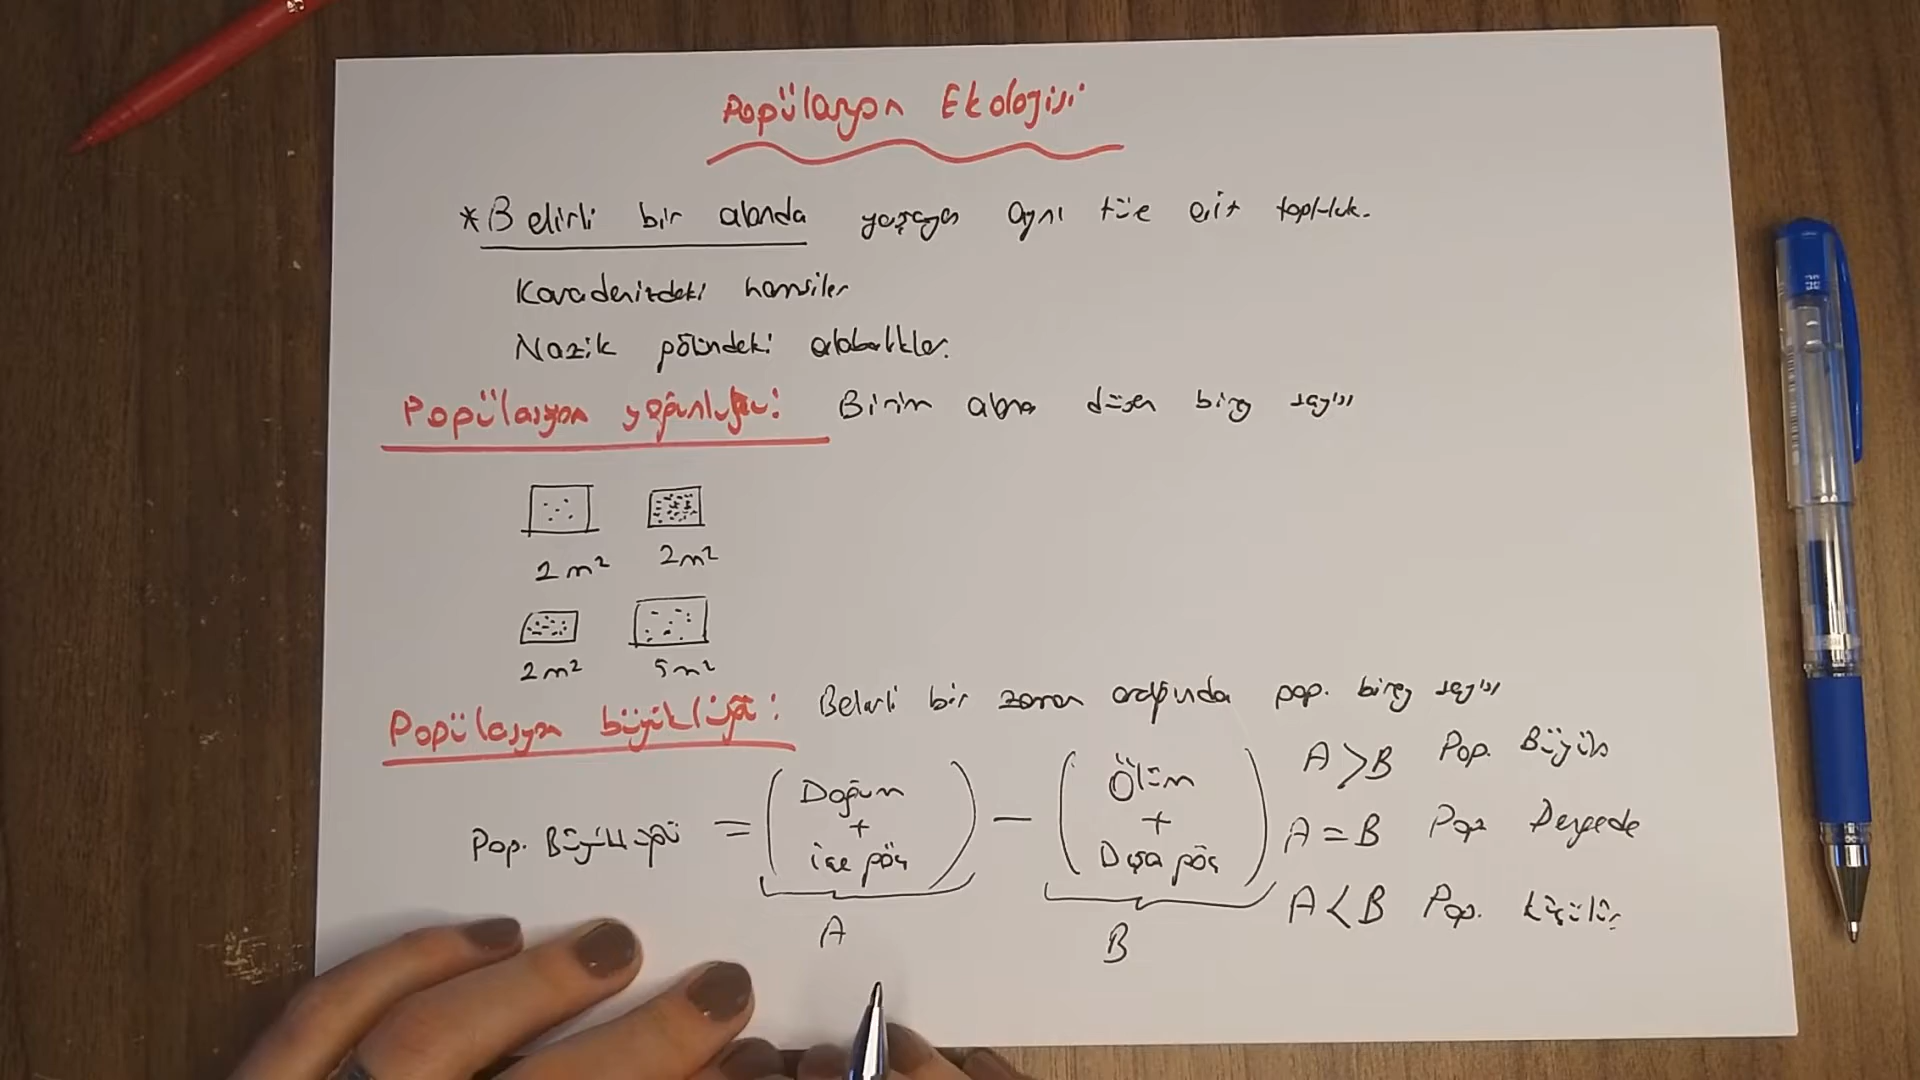 Popülasyon Ekolojisi
*Belirli bir alanda yaşayan aynı türe ait topluluk.
Karadenizdeki hamsiler
Nazik gölündeki alabalıklar.
Popülasyon yoğunluğu: Birim alana düşen birey sayısı
2 m² 2 m²
2 m² 5 m²
Popülasyon büyüklüğü: Belirli bir zaman aralığında pop. birey sayısı
Pop. Büyüklüğü = (Doğum + İçe göç) - (Ölüm + Dışa göç)
A B
A > B Pop. Büyür
A = B Pop Dengede
A < B Pop. küçülür